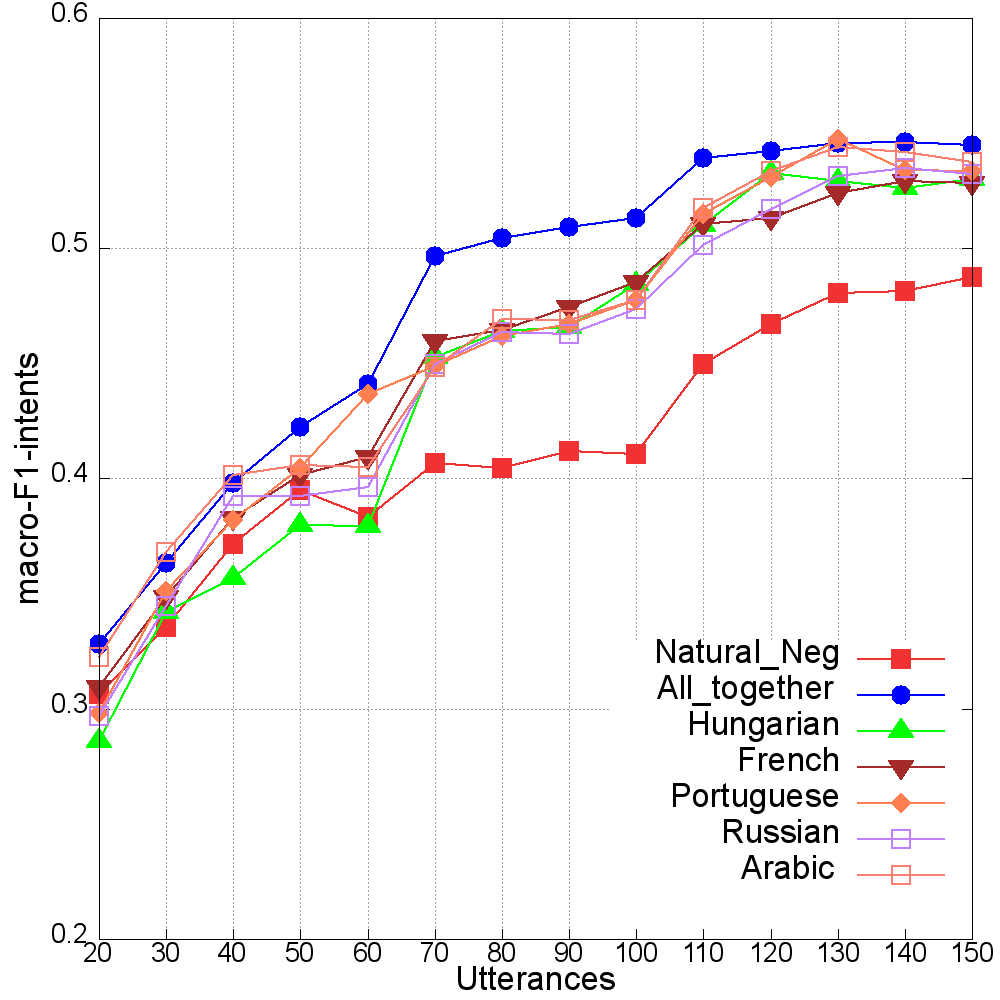 0.6
0.5
0.4
0.3
0.2
macro-F1-intents
Natural_Neg
All_together
Hungarian
French
Portuguese
Russian
Arabic
20 30 40 50 60 70 80 90 100 110 120 130 140 150
Utterances